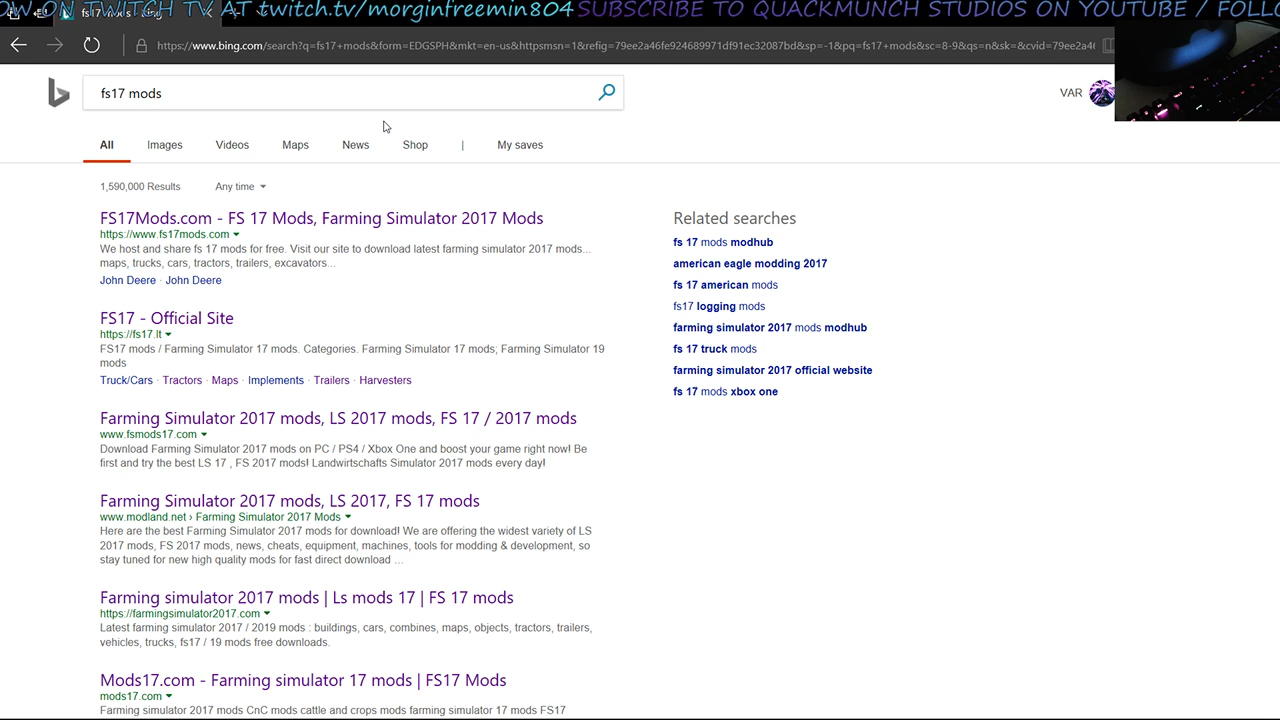 OW ON TWITCH TV AT twitch.tv/morginfreemin804 SUBSCRIBE TO QUACKMUNCH STUDIOS ON YOUTUBE / FOLLO
https://www.bing.com/search?q=fs17+mods&form=EDGSPH&mkt=en-us&httpsmsn=1&refig=79ee2a46fe924689971df91ec32087bd&sp=-1&pq=fs17+mods&sc=8-9&qs=n&sk=&cvid=79ee2a46
fs17 mods
VAR
All Images Videos Maps News Shop | My saves
1,590,000 Results Any time
FS17Mods.com - FS 17 Mods, Farming Simulator 2017 Mods
https://www.fs17mods.com
We host and share fs 17 mods for free. Visit our site to download latest farming simulator 2017 mods...
maps, trucks, cars, tractors, trailers, excavators...
John Deere · John Deere
FS17 - Official Site
https://fs17.lt
FS17 mods / Farming Simulator 17 mods. Categories. Farming Simulator 17 mods; Farming Simulator 19
mods
Truck/Cars · Tractors · Maps · Implements · Trailers · Harvesters
Farming Simulator 2017 mods, LS 2017 mods, FS 17 / 2017 mods
www.fsmods17.com
Download Farming Simulator 2017 mods on PC / PS4 / Xbox One and boost your game right now! Be
first and try the best LS 17 , FS 2017 mods! Landwirtschafts Simulator 2017 mods every day!
Farming Simulator 2017 mods, LS 2017, FS 17 mods
www.modland.net › Farming Simulator 2017 Mods
Here are the best Farming Simulator 2017 mods for download! We are offering the widest variety of LS
2017 mods, FS 2017 mods, news, cheats, equipment, machines, tools for modding & development, so
stay tuned for new high quality mods for fast direct download ...
Farming simulator 2017 mods | Ls mods 17 | FS 17 mods
https://farmingsimulator2017.com
Latest farming simulator 2017 / 2019 mods : buildings, cars, combines, maps, objects, tractors, trailers,
vehicles, trucks, fs17 / 19 mods free downloads.
Mods17.com - Farming simulator 17 mods | FS17 Mods
mods17.com
Farming simulator 2017 mods CnC mods cattle and crops mods farming simulator 17 mods FS17
Related searches
fs 17 mods modhub
american eagle modding 2017
fs 17 american mods
fs17 logging mods
farming simulator 2017 mods modhub
fs 17 truck mods
farming simulator 2017 official website
fs 17 mods xbox one